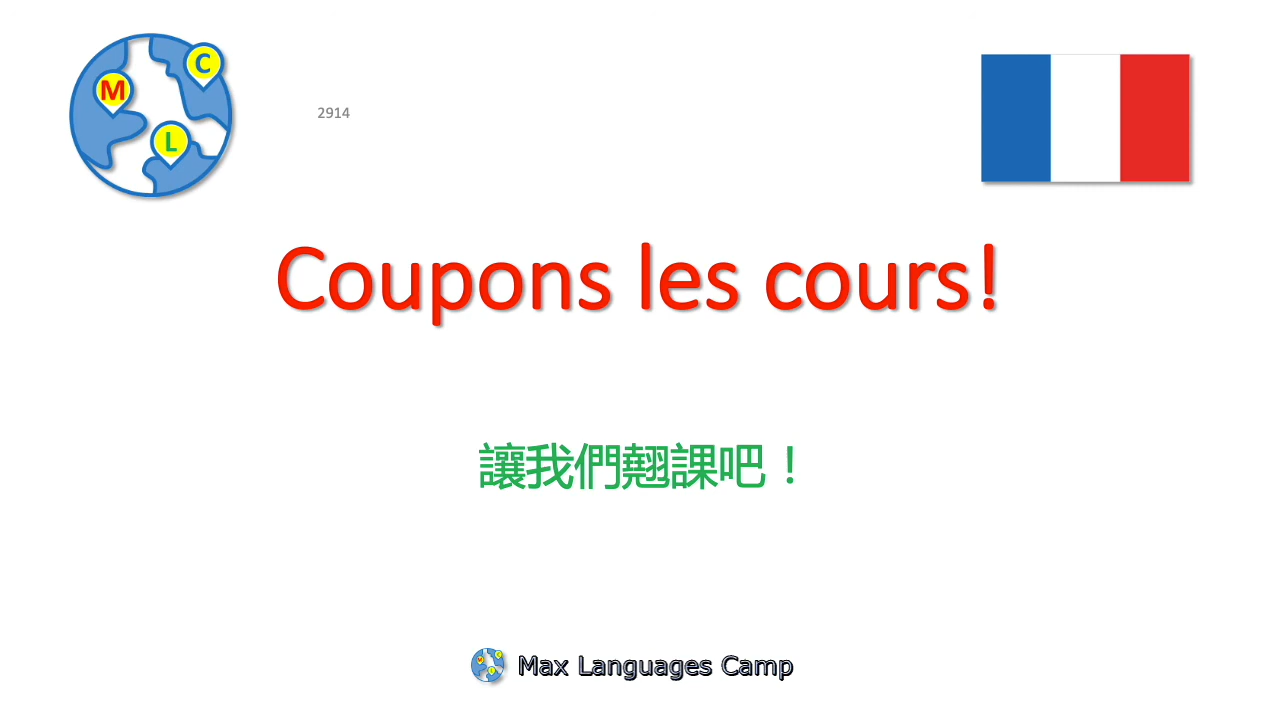 M
C
L
2914
Coupons les cours!
讓我們翹課吧！
Max Languages Camp